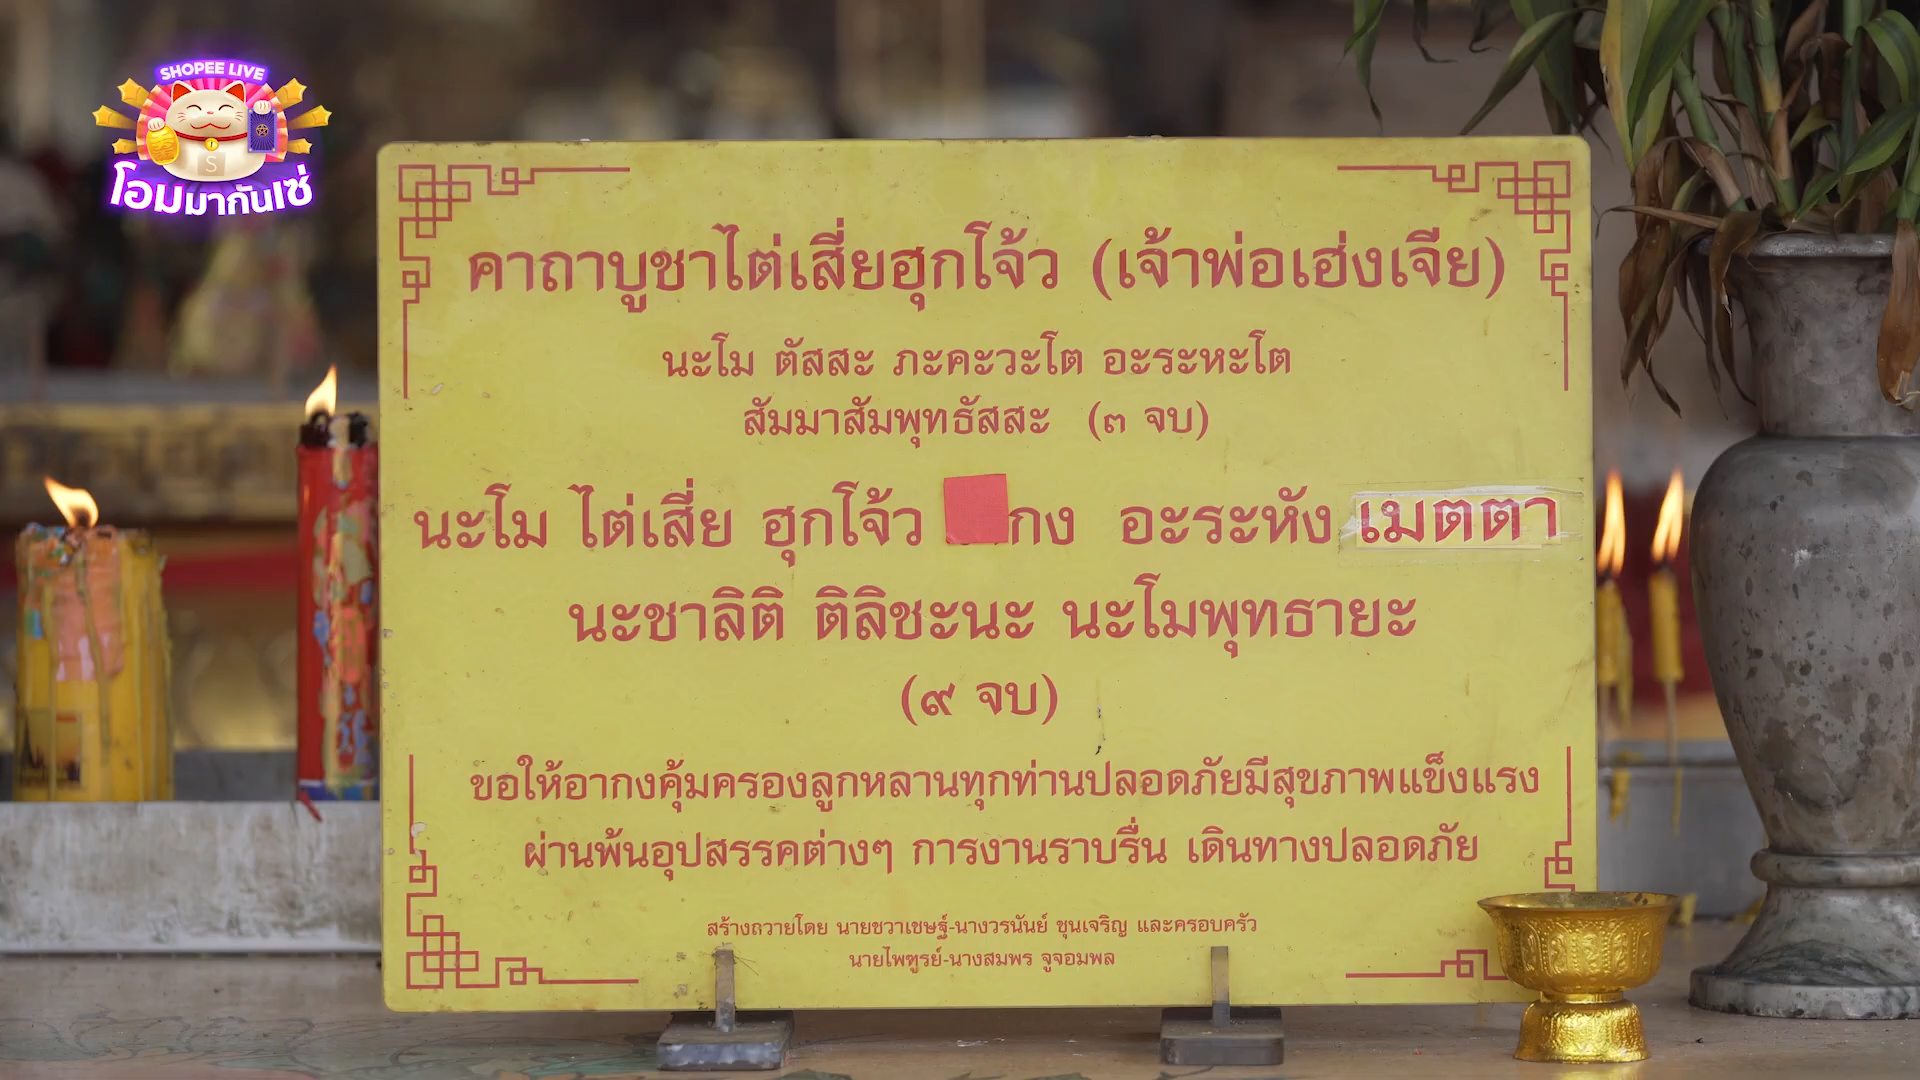 SHOPEE LIVE
โอมมากันเซ่
คาถาบูชาไต่เสี่ยฮุกโจ้ว (เจ้าพ่อเฮ่งเจีย)
นะโม ตัสสะ ภะคะวะโต อะระหะโต
สัมมาสัมพุทธัสสะ (๓ จบ)
นะโม ไต่เสี่ย ฮุกโจ้ว กง อะระหัง เมตตา
นะชาลิติ ติลิชะนะ นะโมพุทธายะ
(๙ จบ)
ขอให้อากงคุ้มครองลูกหลานทุกท่านปลอดภัยมีสุขภาพแข็งแรง
ผ่านพ้นอุปสรรคต่างๆ การงานราบรื่น เดินทางปลอดภัย
สร้างถวายโดย นายชวาเชษฐ์-นางวรนันย์ ชุนเจริญ และครอบครัว
นายไพฑูรย์-นางสมพร จูจอมพล